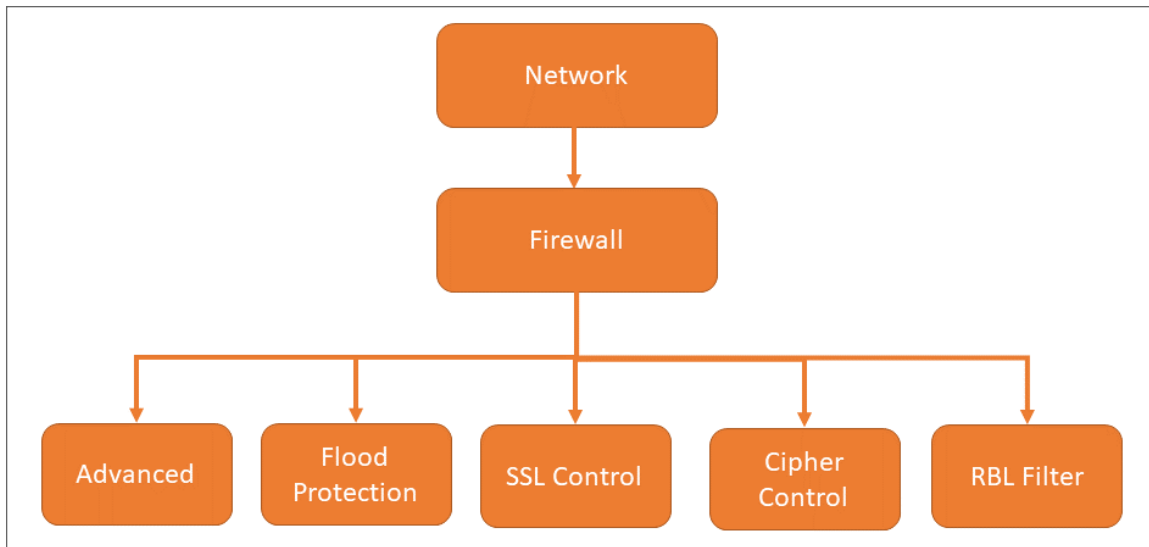 Network
Firewall
Advanced
Flood
Protection
SSL Control
Cipher
Control
RBL Filter